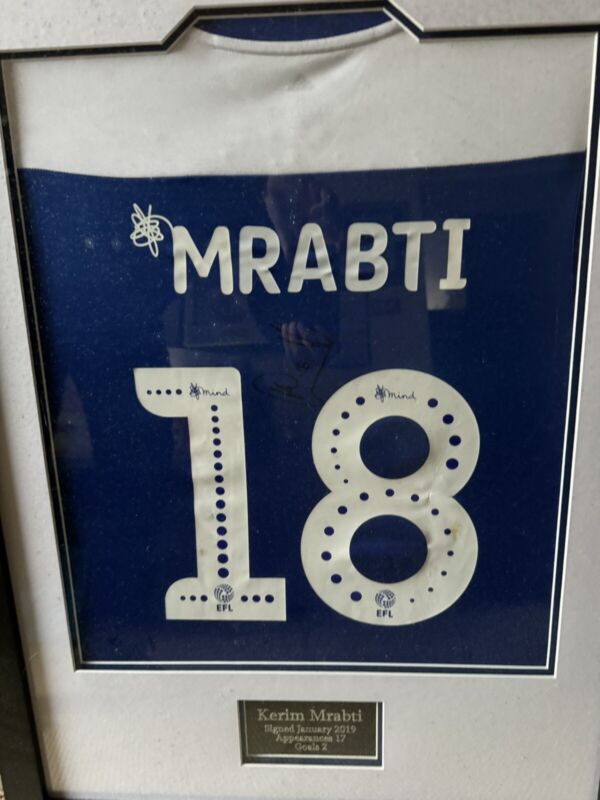 MRABTI
mind mind
18
EFL EFL
Kerim Mrabti
Signed January 2019
Appearances 17
Goals 2